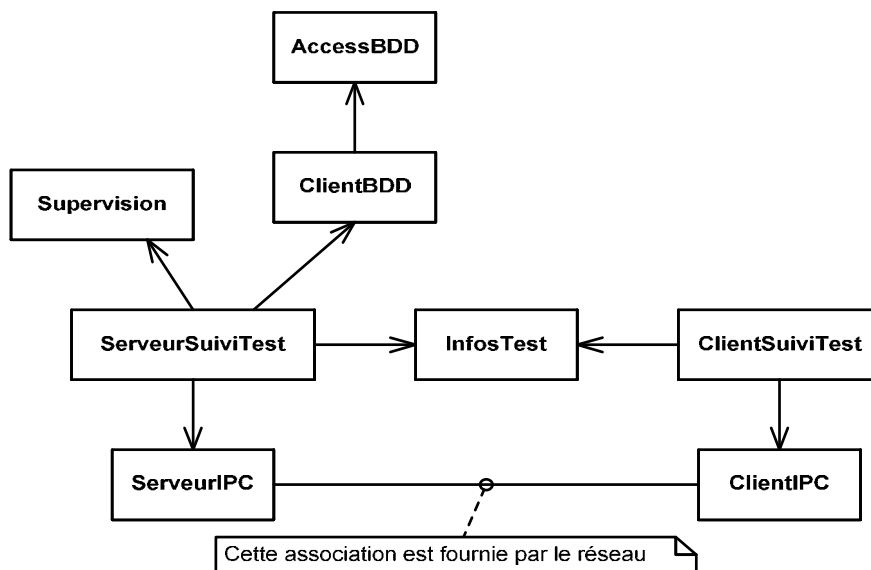 AccessBDD
ClientBDD
Supervision
ServeurSuiviTest
InfosTest
ClientSuiviTest
ServeurIPC
ClientIPC
Cette association est fournie par le réseau